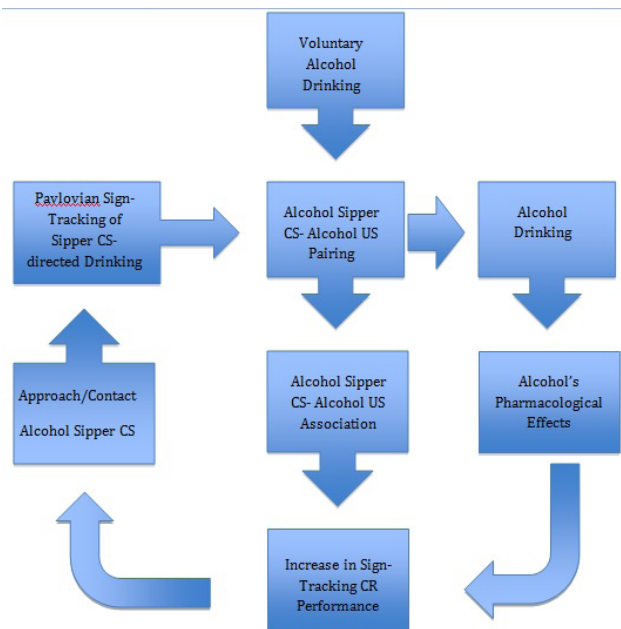 Voluntary
Alcohol
Drinking
Pavlovian Sign-
Tracking of
Sipper CS-
directed Drinking
Alcohol Sipper
CS- Alcohol US
Pairing
Alcohol
Drinking
Approach/Contact
Alcohol Sipper CS
Alcohol Sipper
CS- Alcohol US
Association
Alcohol's
Pharmacological
Effects
Increase in Sign-
Tracking CR
Performance